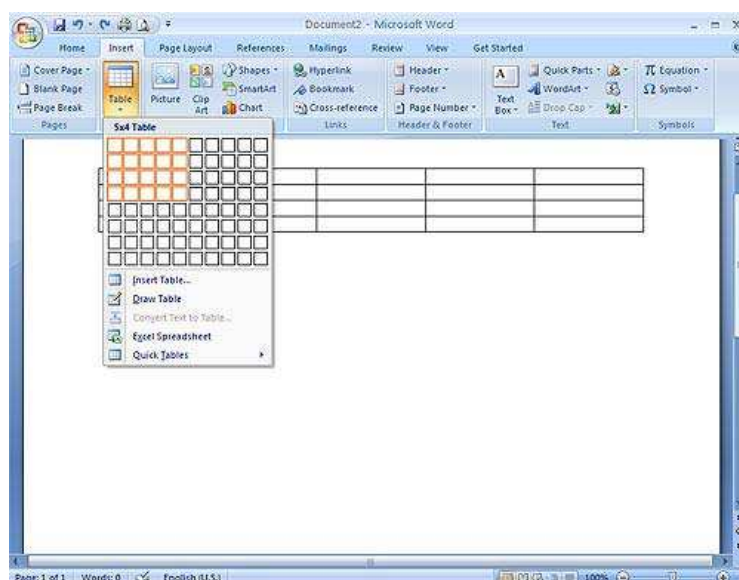 Document2 - Microsoft Word
Home Insert Page Layout References Mailings Review View Get Started
Cover Page
Blank Page
Page Break
Pages
Table
Picture
Clip Art
Shapes
SmartArt
Chart
Hyperlink
Bookmark
Cross-reference
Links
Header
Footer
Page Number
Header & Footer
A
Text Box
Quick Parts
WordArt
Drop Cap
Text
π Equation
Ω Symbol
Symbols
5x4 Table
Insert Table...
Draw Table
Convert Text to Table...
Excel Spreadsheet
Quick Tables
Page: 1 of 1 Words: 0 English (U.S.) 100%